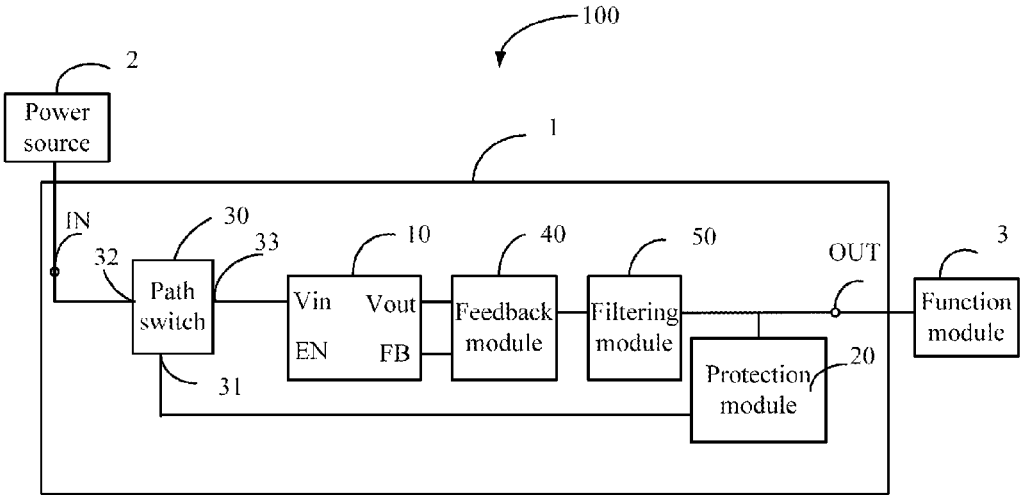 100
2
Power
source
1
IN
30
33
10
40
50
OUT
3
32
Path
switch
Vin
Vout
EN
FB
Feedback
module
Filtering
module
Function
module
31
Protection
module
20